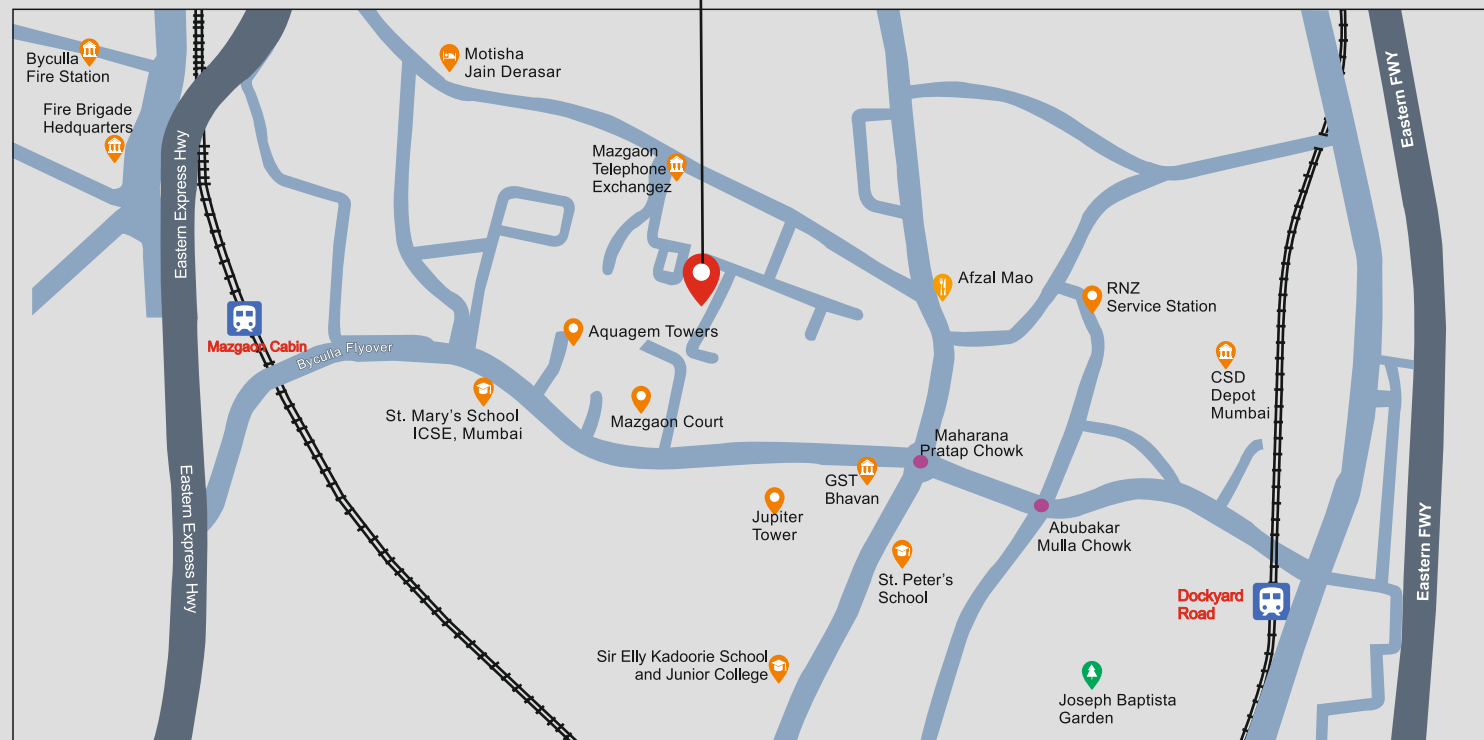 Byculla
Fire Station
Fire Brigade
Hedquarters
Motisha
Jain Derasar
Mazgaon
Telephone
Exchangez
Eastern FWY
Eastern Express Hwy
Afzal Mao
RNZ
Service Station
Aquagem Towers
Mazgaon Cabin
Byculla Flyover
CSD
Depot
Mumbai
St. Mary's School
ICSE, Mumbai
Mazgaon Court
Maharana
Pratap Chowk
GST
Bhavan
Jupiter
Tower
Abubakar
Mulla Chowk
Eastern Express Hwy
Eastern FWY
St. Peter's
School
Dockyard
Road
Sir Elly Kadoorie School
and Junior College
Joseph Baptista
Garden